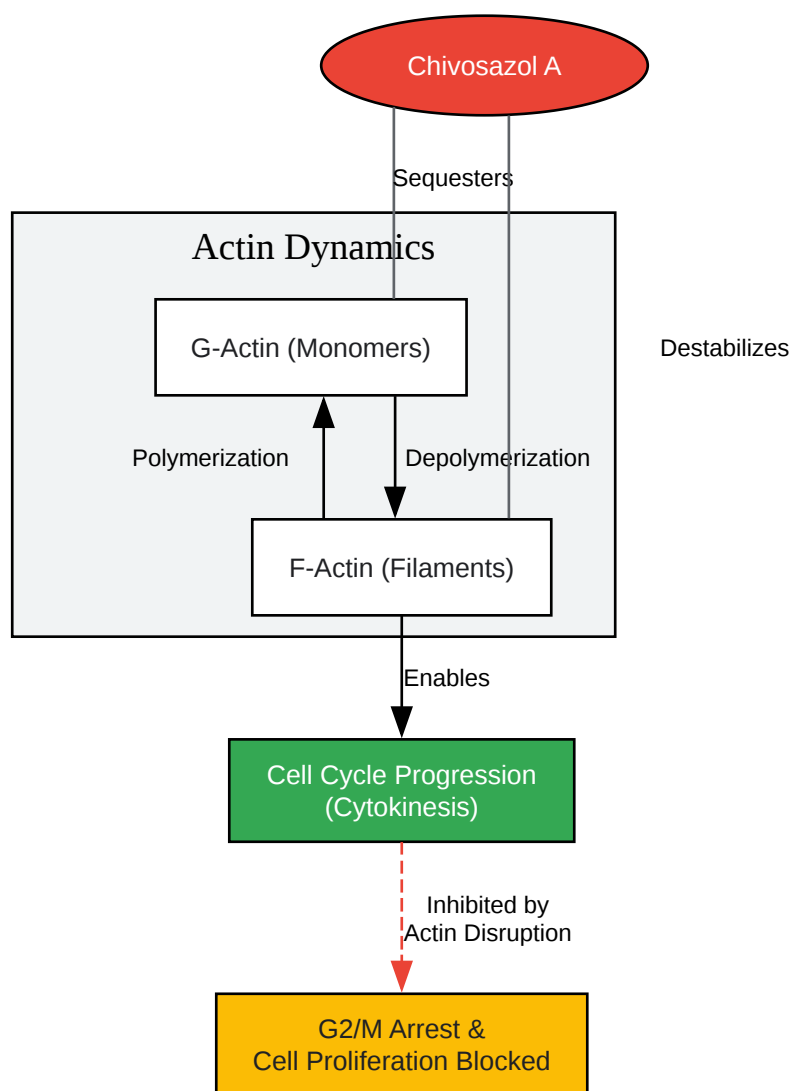 Chivosazol A
Sequesters
Actin Dynamics
G-Actin (Monomers)
Destabilizes
Polymerization
Depolymerization
F-Actin (Filaments)
Enables
Cell Cycle Progression
(Cytokinesis)
Inhibited by
Actin Disruption
G2/M Arrest &
Cell Proliferation Blocked